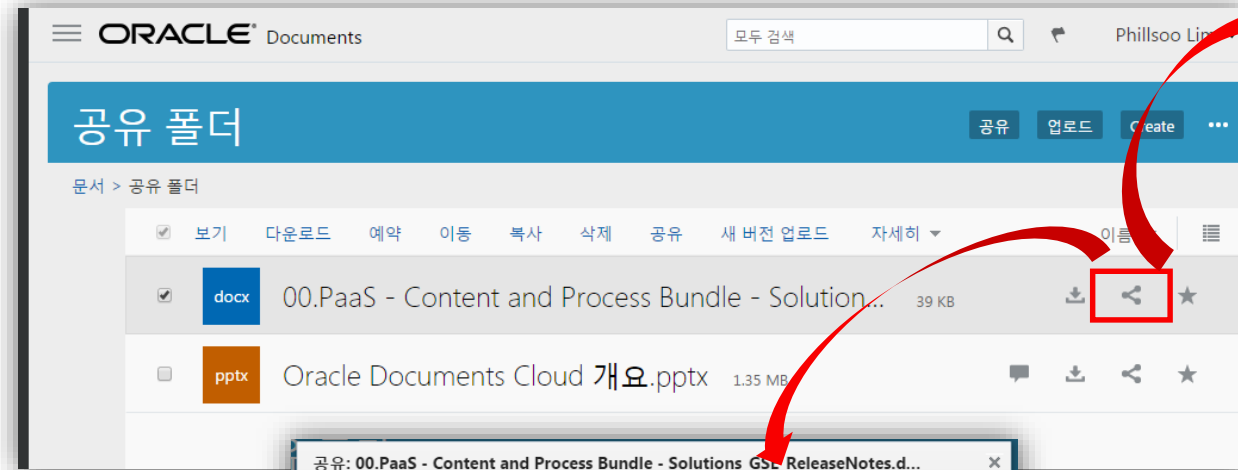 ORACLE® Documents
모두 검색
Phillsoo Lim
공유 폴더
공유 업로드 Create
문서 > 공유 폴더
보기 다운로드 예약 이동 복사 삭제 공유 새 버전 업로드 자세히 이름
docx 00.PaaS - Content and Process Bundle - Solution... 39 KB
pptx Oracle Documents Cloud 개요.pptx 1.35 MB
공유: 00.PaaS - Content and Process Bundle - Solutions_GSE_ReleaseNotes.d...